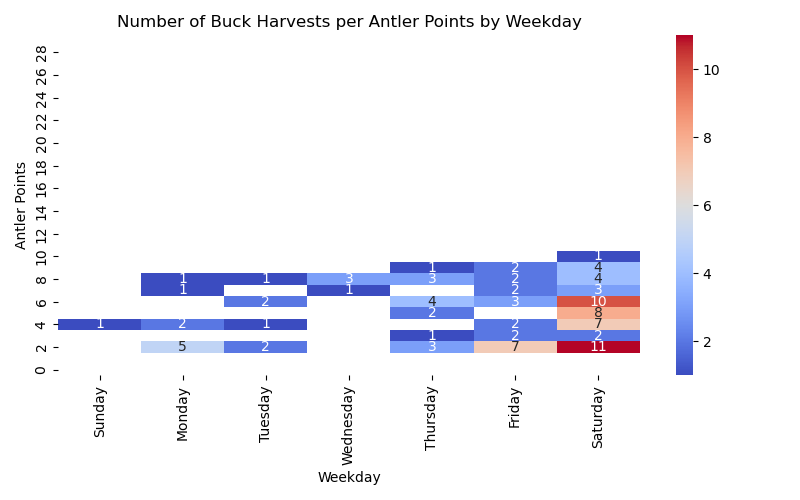 Number of Buck Harvests per Antler Points by Weekday
28
26
24
22
20
18
16
14
12
10
8
6
4
2
0
Antler Points
1
1 2 4
1 1 3 3 2 4
1 1 2 3
2 4 3 10
2 8
1 2 1 2 7
1 2 2
5 2 3 7 11
Sunday
Monday
Tuesday
Wednesday
Thursday
Friday
Saturday
Weekday
10
8
6
4
2